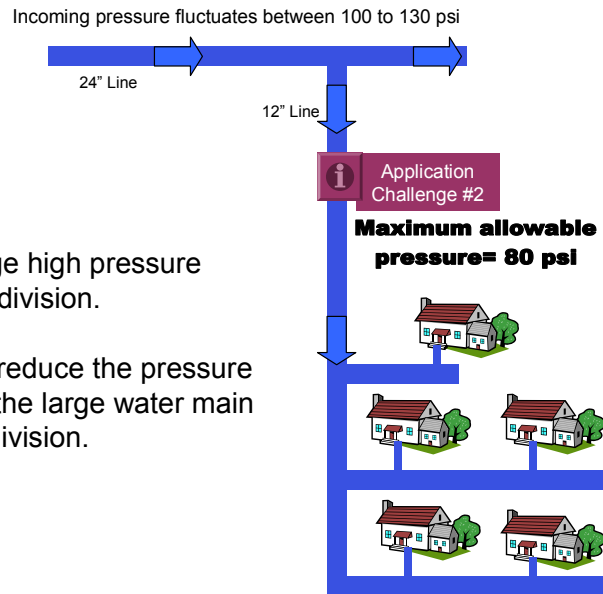 Incoming pressure fluctuates between 100 to 130 psi
24” Line
12” Line
Application
Challenge #2
Maximum allowable
pressure= 80 psi
ge high pressure
division.
reduce the pressure
the large water main
ivision.